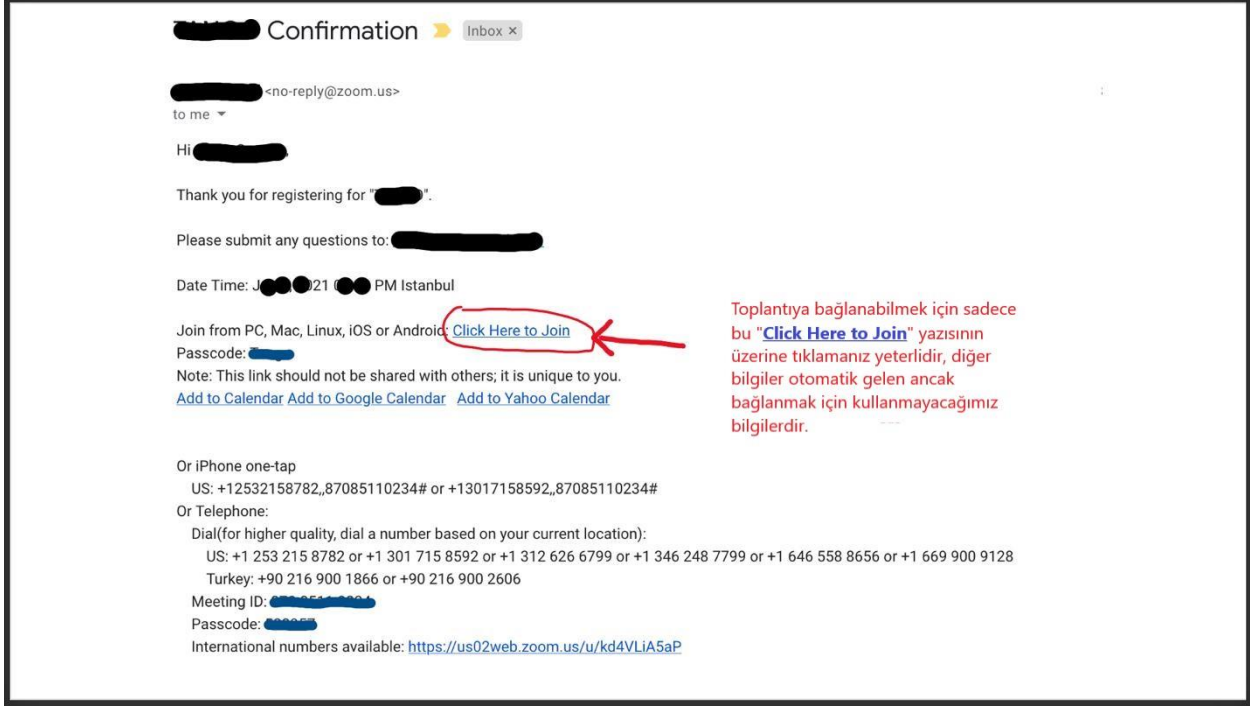 Confirmation Inbox ×
<no-reply@zoom.us>
to me
Hi
Thank you for registering for "".
Please submit any questions to:
Date Time: J 021 PM Istanbul
Join from PC, Mac, Linux, iOS or Android: Click Here to Join
Passcode:
Note: This link should not be shared with others; it is unique to you.
Add to Calendar Add to Google Calendar Add to Yahoo Calendar
Toplantıya bağlanabilmek için sadece
bu "Click Here to Join" yazısının
üzerine tıklamanız yeterlidir, diğer
bilgiler otomatik gelen ancak
bağlanmak için kullanmayacağımız
bilgilerdir.
Or iPhone one-tap
US: +12532158782,,87085110234# or +13017158592,,87085110234#
Or Telephone:
Dial(for higher quality, dial a number based on your current location):
US: +1 253 215 8782 or +1 301 715 8592 or +1 312 626 6799 or +1 346 248 7799 or +1 646 558 8656 or +1 669 900 9128
Turkey: +90 216 900 1866 or +90 216 900 2606
Meeting ID:
Passcode:
International numbers available: https://us02web.zoom.us/u/kd4VLiA5aP